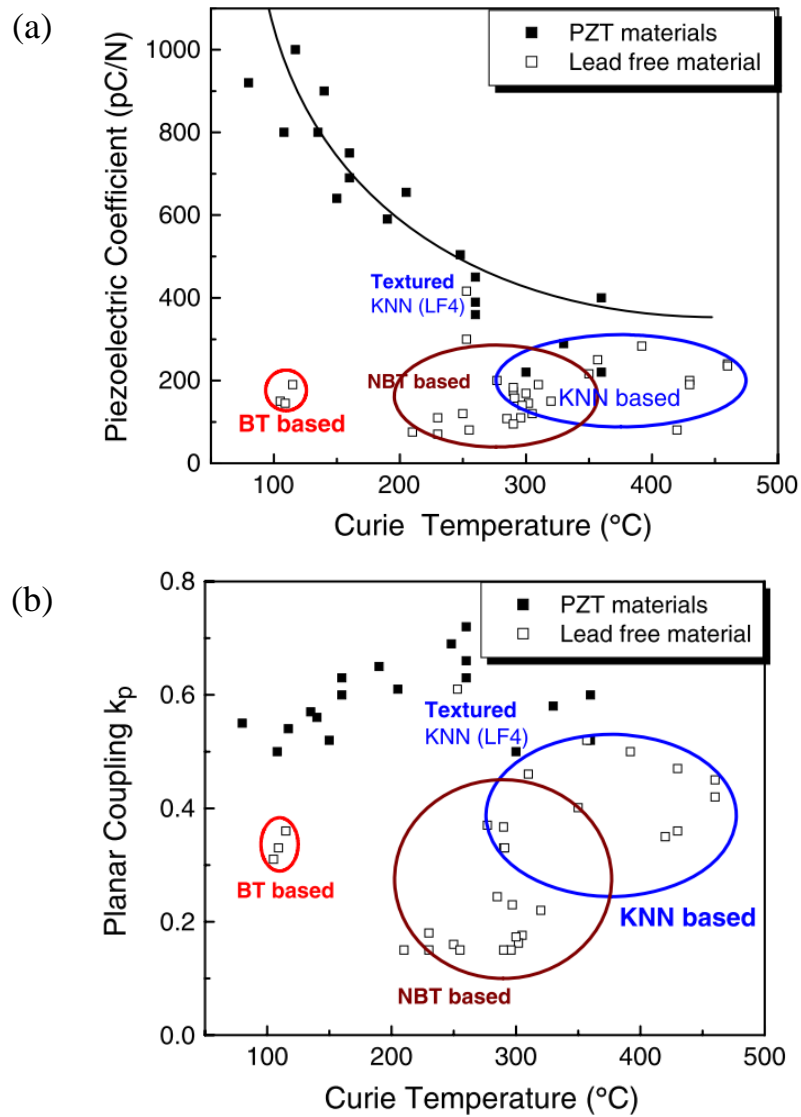 (a)
Piezoelectric Coefficient (pC/N)
1000
800
600
400
200
0
PZT materials
Lead free material
Textured
KNN (LF4)
NBT based
KNN based
BT based
100
200
300
400
500
Curie Temperature (°C)
(b)
Planar Coupling kp
0.8
0.6
0.4
0.2
0.0
PZT materials
Lead free material
Textured
KNN (LF4)
BT based
KNN based
NBT based
100
200
300
400
500
Curie Temperature (°C)